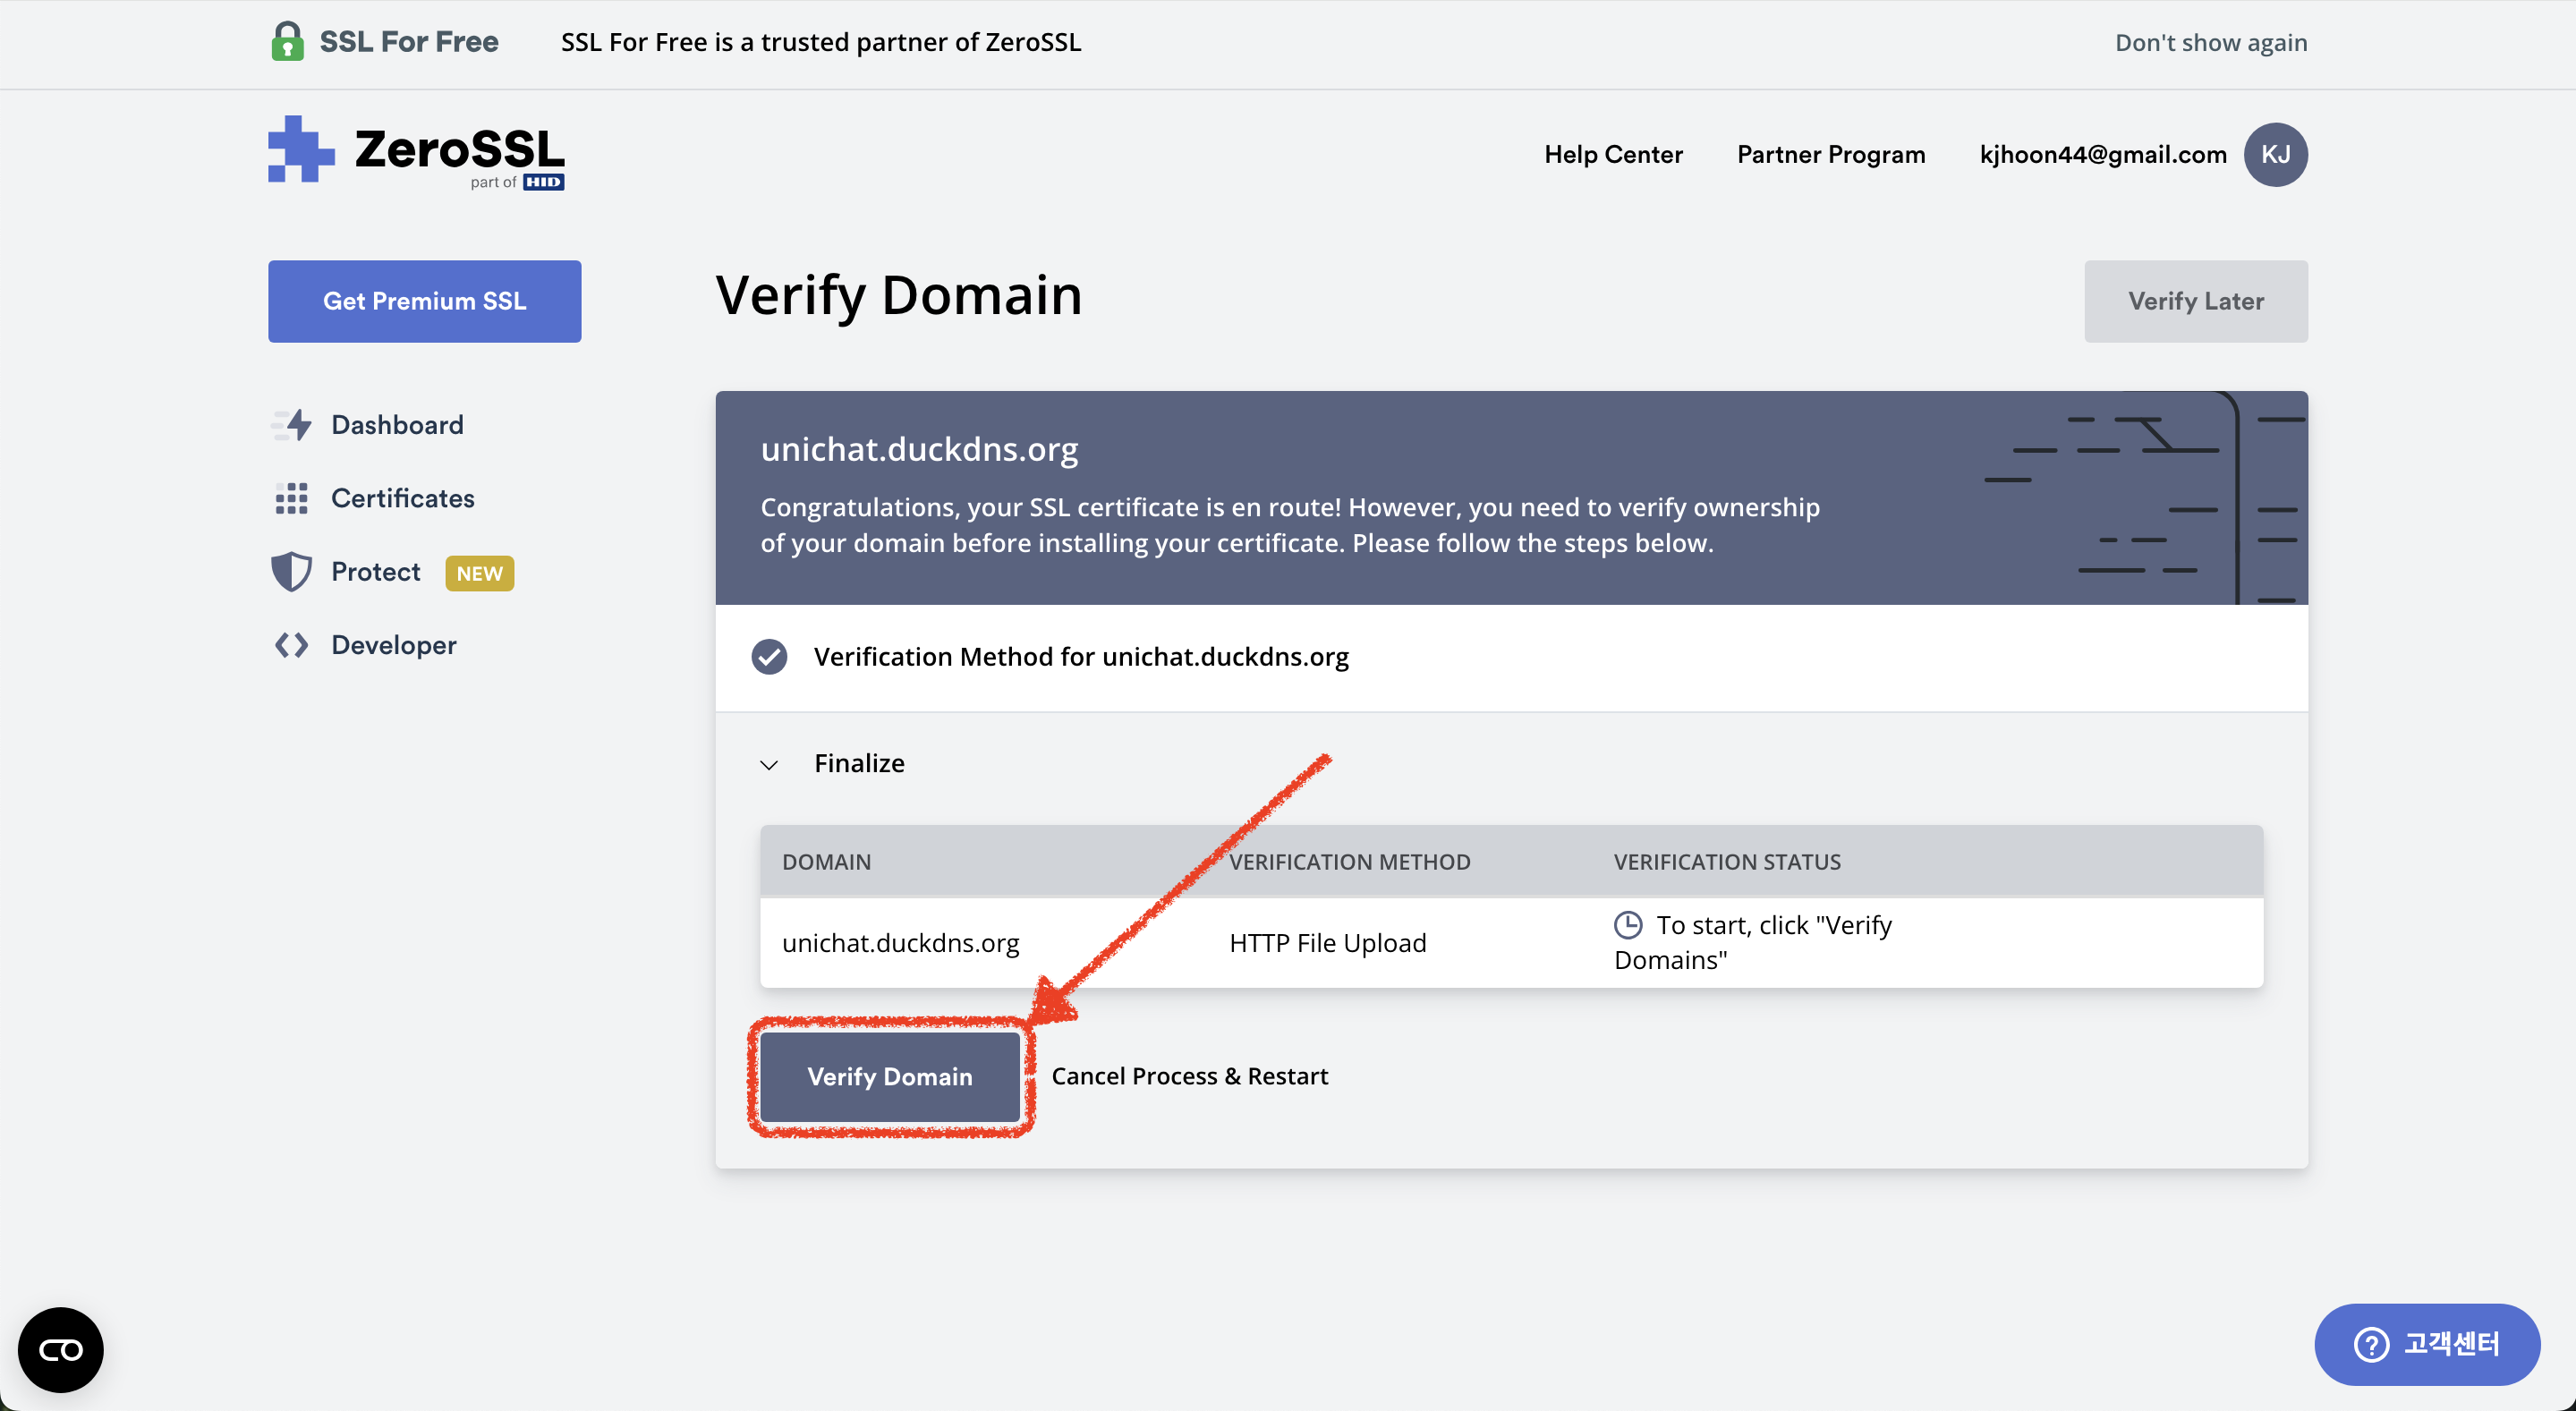 SSL For Free
SSL For Free is a trusted partner of ZeroSSL
Don't show again
ZeroSSL
part of HID
Help Center
Partner Program
kjhoon44@gmail.com
KJ
Get Premium SSL
Verify Domain
Verify Later
Dashboard
Certificates
Protect NEW
Developer
unichat.duckdns.org
Congratulations, your SSL certificate is en route! However, you need to verify ownership
of your domain before installing your certificate. Please follow the steps below.
Verification Method for unichat.duckdns.org
Finalize
DOMAIN VERIFICATION METHOD VERIFICATION STATUS
unichat.duckdns.org HTTP File Upload To start, click "Verify
Domains"
Verify Domain
Cancel Process & Restart
고객센터